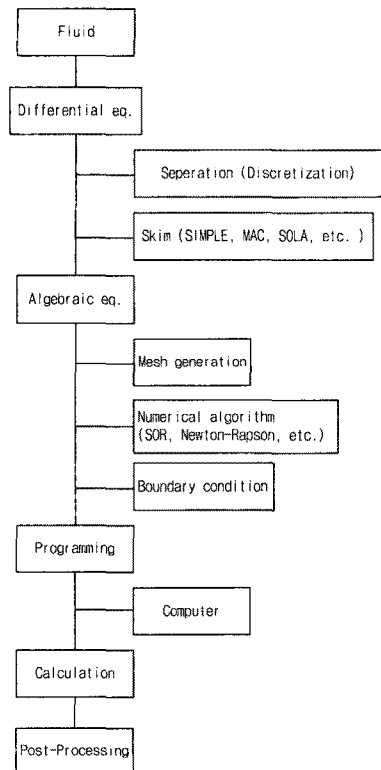 Fluid
Differential eq.
Seperation (Discretization)
Skim (SIMPLE, MAC, SOLA, etc. )
Algebraic eq.
Mesh generation
Numerical algorithm
(SOR, Newton-Rapson, etc.)
Boundary condition
Programming
Computer
Calculation
Post-Processing